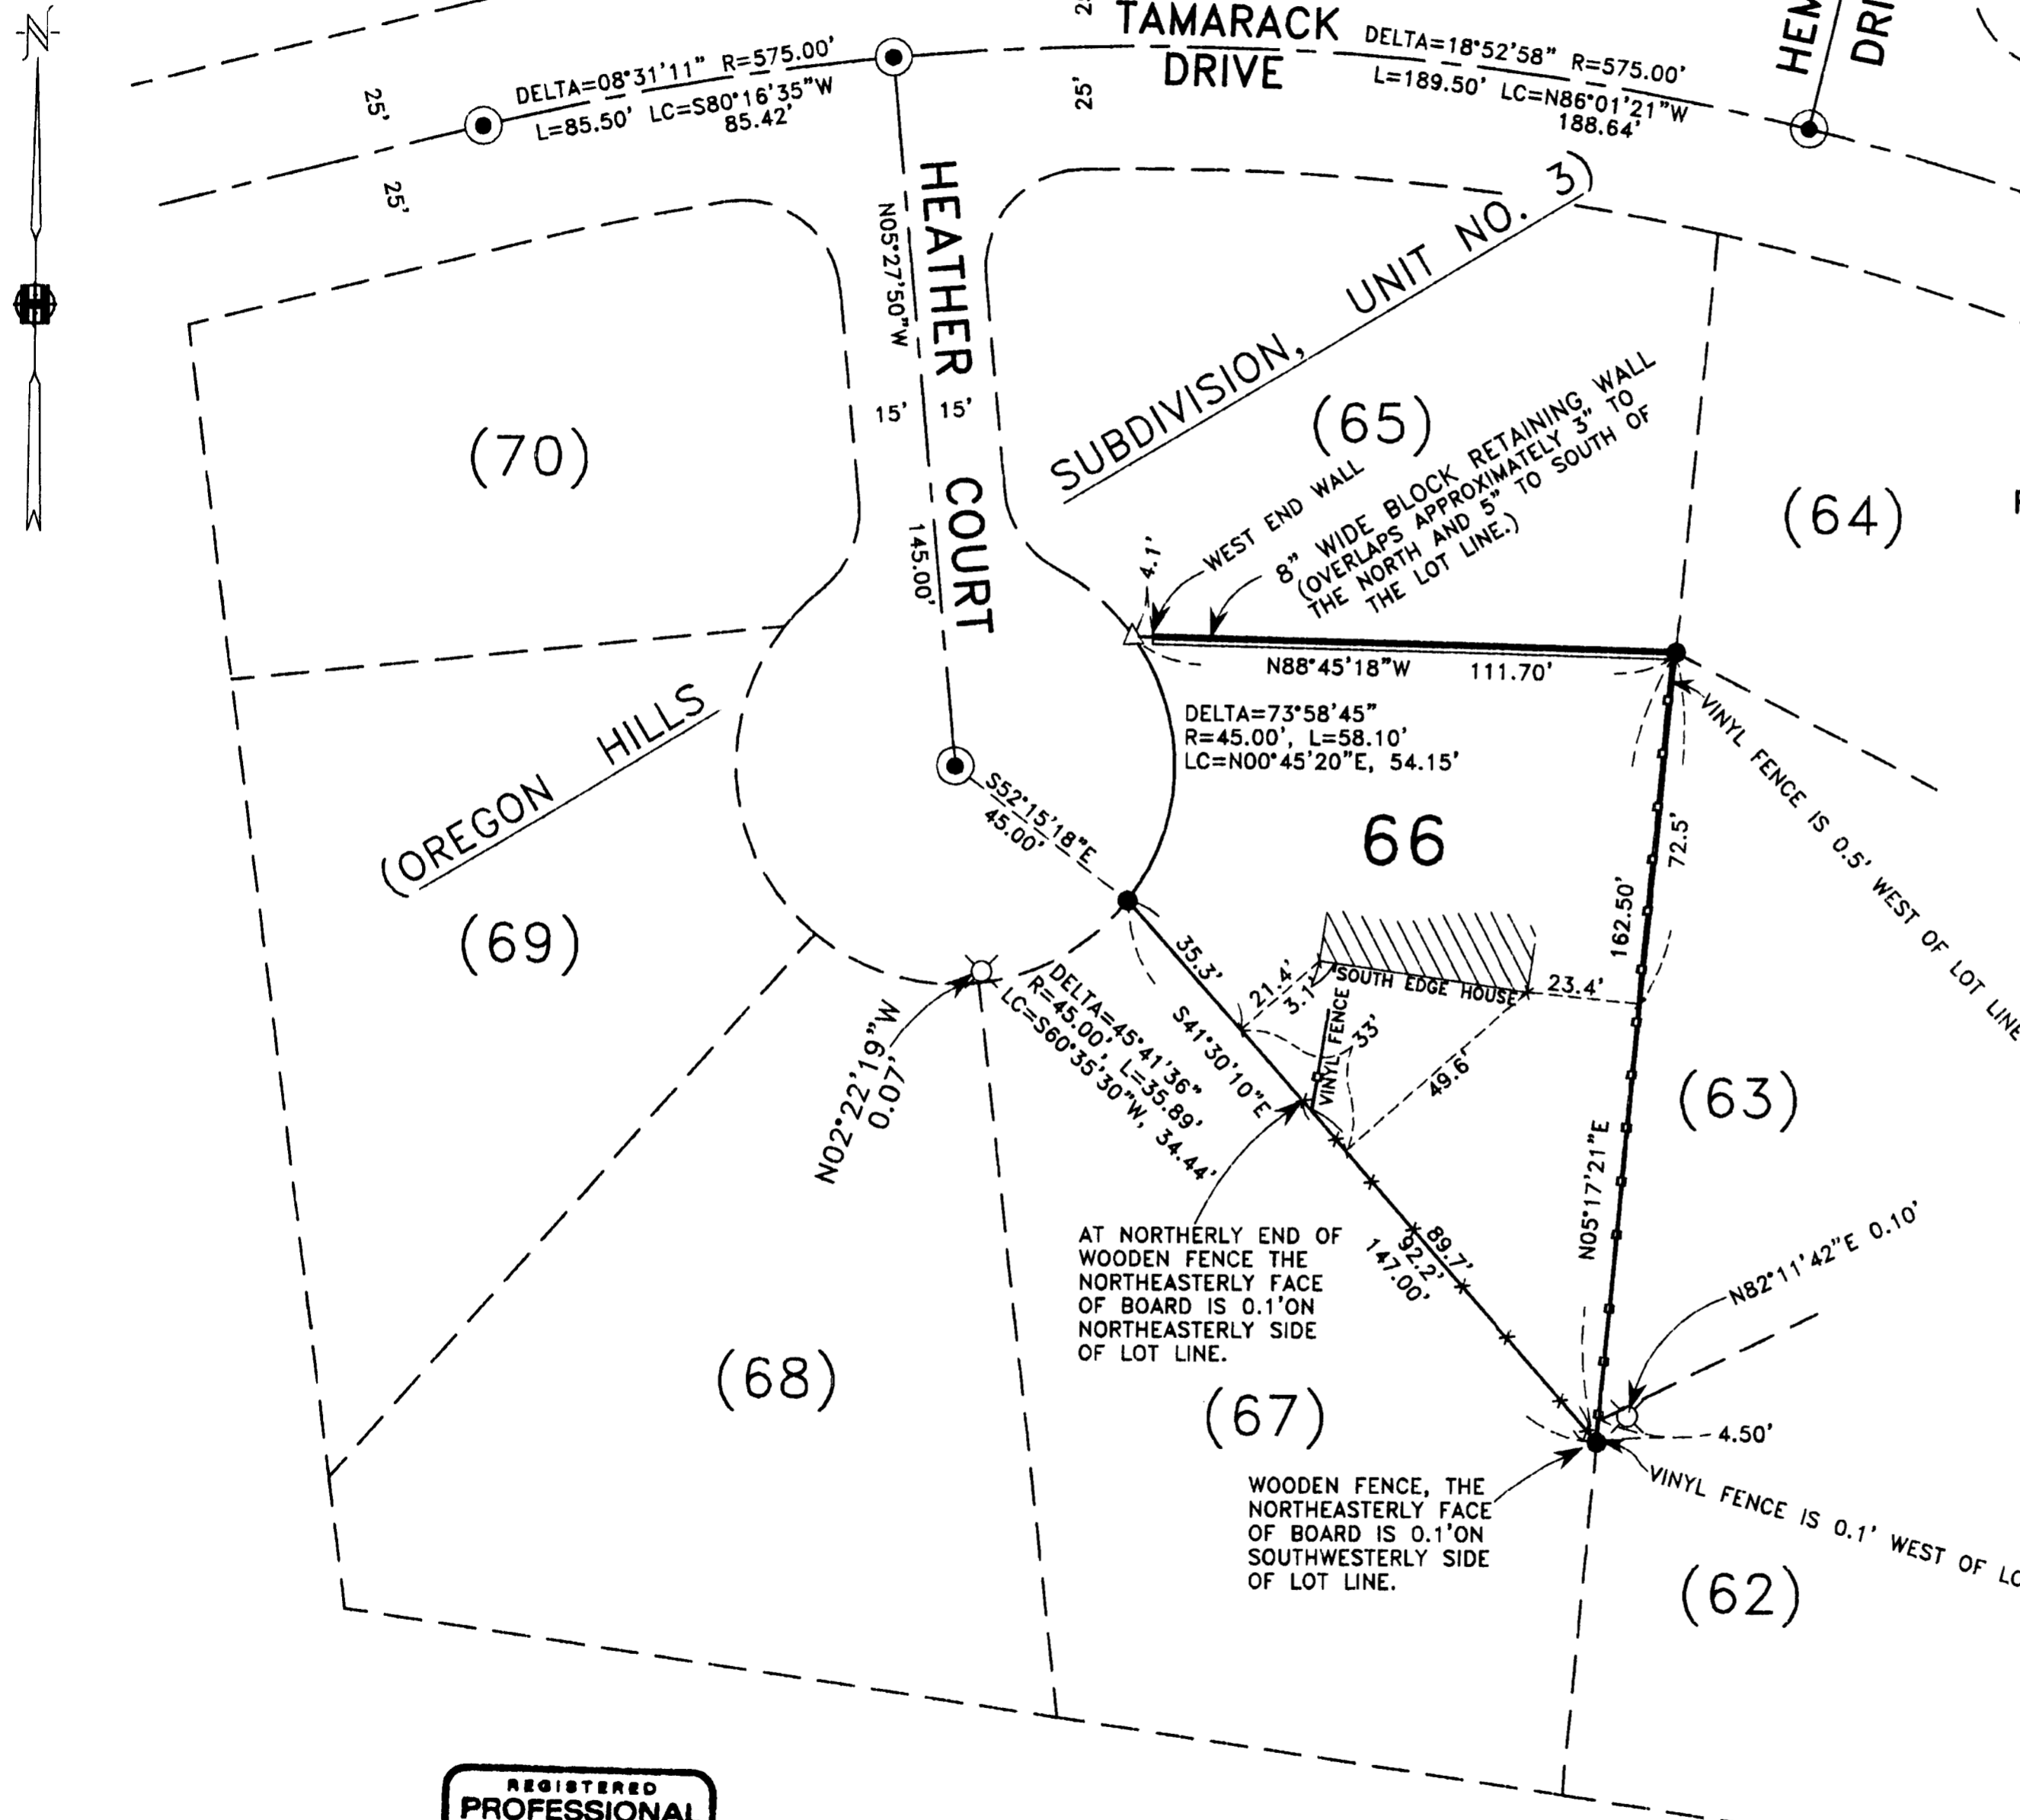 N
25'
TAMARACK
DRIVE
DELTA=08°31'11" R=575.00'
L=85.50' LC=S80°16'35"W
85.42'
DELTA=18°52'58" R=575.00'
L=189.50' LC=N86°01'21"W
188.64'
25'
25'
H
HEATHER COURT
N05°27'50"W
145.00'
15' 15'
SUBDIVISION, UNIT NO. 3)
(70)
(65)
(64)
WEST END WALL
8" WIDE BLOCK RETAINING WALL
(OVERLAPS APPROXIMATELY 3" TO
THE NORTH AND 5" TO SOUTH OF
THE LOT LINE.)
4.1'
N88°45'18"W 111.70'
DELTA=73°58'45"
R=45.00', L=58.10'
LC=N00°45'20"E, 54.15'
VINYL FENCE IS 0.5' WEST OF LOT LINE
(OREGON HILLS
S52°15'18"E
45.00'
66
72.5'
162.50'
(69)
35.3'
21.4'
3.1'
SOUTH EDGE HOUSE
23.4'
VINYL FENCE
33'
49.6'
S41°30'10"E
DELTA=45°41'36"
R=45.00', L=35.89'
LC=S60°35'30"W, 34.44'
N02°22'19"W
0.07'
(63)
N05°17'21"E
AT NORTHERLY END OF
WOODEN FENCE THE
NORTHEASTERLY FACE
OF BOARD IS 0.1'ON
NORTHEASTERLY SIDE
OF LOT LINE.
89.7'
92.2'
147.00'
N82°11'42"E 0.10'
(68)
(67)
4.50'
VINYL FENCE IS 0.1' WEST OF
WOODEN FENCE, THE
NORTHEASTERLY FACE
OF BOARD IS 0.1'ON
SOUTHWESTERLY SIDE
OF LOT LINE.
(62)
REGISTERED
PROFESSIONAL